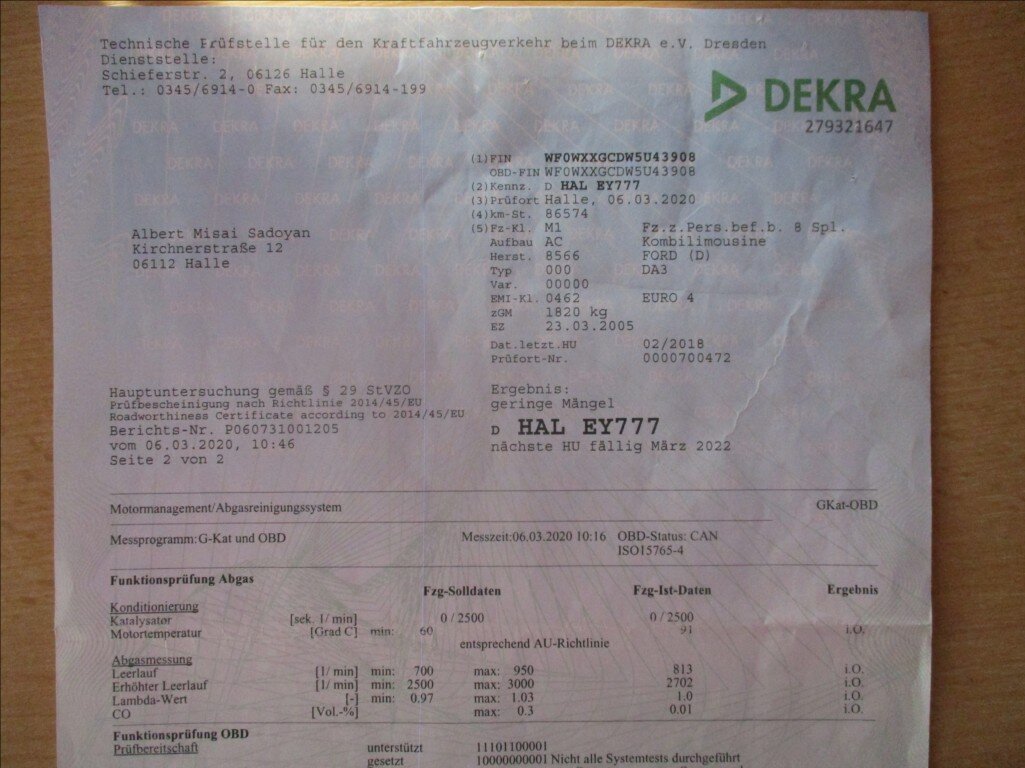 Technische Prüfstelle für den Kraftfahrzeugverkehr beim DEKRA e.V. Dresden
Dienststelle:
Schieferstr. 2, 06126 Halle
Tel.: 0345/6914-0 Fax: 0345/6914-199
DEKRA
279321647
(1) FIN WF0WXXGCDW5U43908
OBD-FIN WF0WXXGCDW5U43908
(2) Kennz. D HAL EY777
(3) Prüfort Halle, 06.03.2020
(4) km-St. 86574
(5) Fz-Kl. M1 Fz.z.Pers.bef.b. 8 Spl.
Aufbau AC Kombilimousine
Herst. 8566 FORD (D)
Typ 000 DA3
Var. 00000
EMI-Kl. 0462 EURO 4
zGM 1820 kg
EZ 23.03.2005
Dat.letzt.HU 02/2018
Prüfort-Nr. 0000700472
Albert Misai Sadoyan
Kirchnerstraße 12
06112 Halle
Hauptuntersuchung gemäß § 29 StVZO
Prüfbescheinigung nach Richtlinie 2014/45/EU
Roadworthiness Certificate according to 2014/45/EU
Berichts-Nr. P060731001205
vom 06.03.2020, 10:46
Seite 2 von 2
Ergebnis:
geringe Mängel
D HAL EY777
nächste HU fällig März 2022
Motormanagement/Abgasreinigungssystem GKat-OBD
Messprogramm:G-Kat und OBD Messzeit:06.03.2020 10:16 OBD-Status: CAN
ISO15765-4
Funktionsprüfung Abgas
Fzg-Solldaten Fzg-Ist-Daten Ergebnis
Konditionierung
Katalysator [sek. 1/ min] 0 / 2500 0 / 2500
Motortemperatur [Grad C] min: 60 91 i.O.
entsprechend AU-Richtlinie
Abgasmessung
Leerlauf [1/ min] min: 700 max: 950 813 i.O.
Erhöhter Leerlauf [1/ min] min: 2500 max: 3000 2702 i.O.
Lambda-Wert [-] min: 0.97 max: 1.03 1.0 i.O.
CO [Vol.-%] max: 0.3 0.01 i.O.
Funktionsprüfung OBD
Prüfbereitschaft unterstützt 11101100001
gesetzt 10000000001 Nicht alle Systemtests durchgeführt